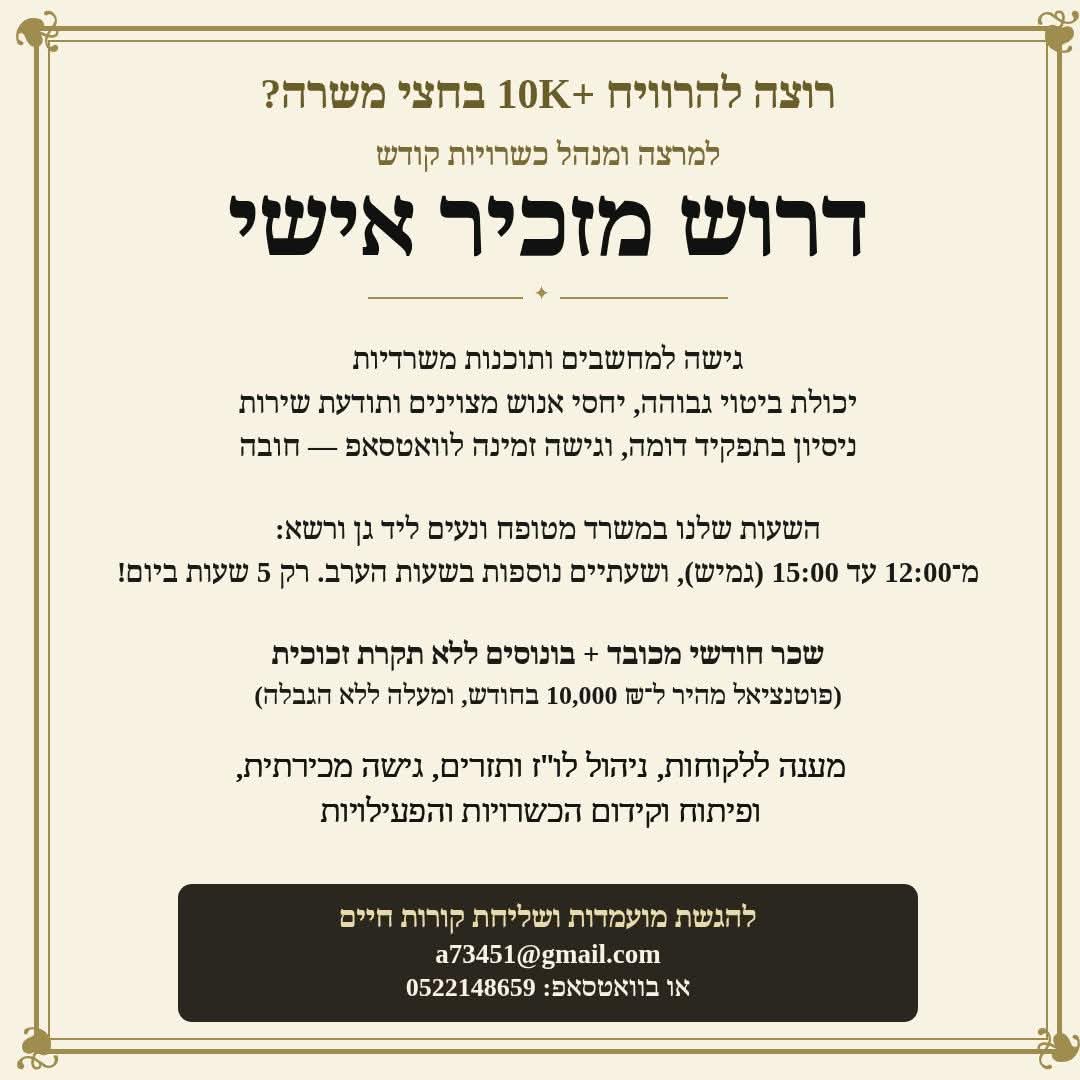 רוצה להרוויח +10K בחצי משרה?
למרצה ומנהל כשרויות קודש
דרוש מזכיר אישי
גישה למחשבים ותוכנות משרדיות
יכולת ביטוי גבוהה, יחסי אנוש מצוינים ותודעת שירות
ניסיון בתפקיד דומה, וגישה זמינה לוואטסאפ — חובה
השעות שלנו במשרד מטופח ונעים ליד גן ורשא:
מ־12:00 עד 15:00 (גמיש), ושעתיים נוספות בשעות הערב. רק 5 שעות ביום!
שכר חודשי מכובד + בונוסים ללא תקרת זכוכית
(פוטנציאל מהיר ל־₪ 10,000 בחודש, ומעלה ללא הגבלה)
מענה ללקוחות, ניהול לו"ז ותזרים, גישה מכירתית,
ופיתוח וקידום הכשרויות והפעילויות
להגשת מועמדות ושליחת קורות חיים
a73451@gmail.com
או בוואטסאפ: 0522148659